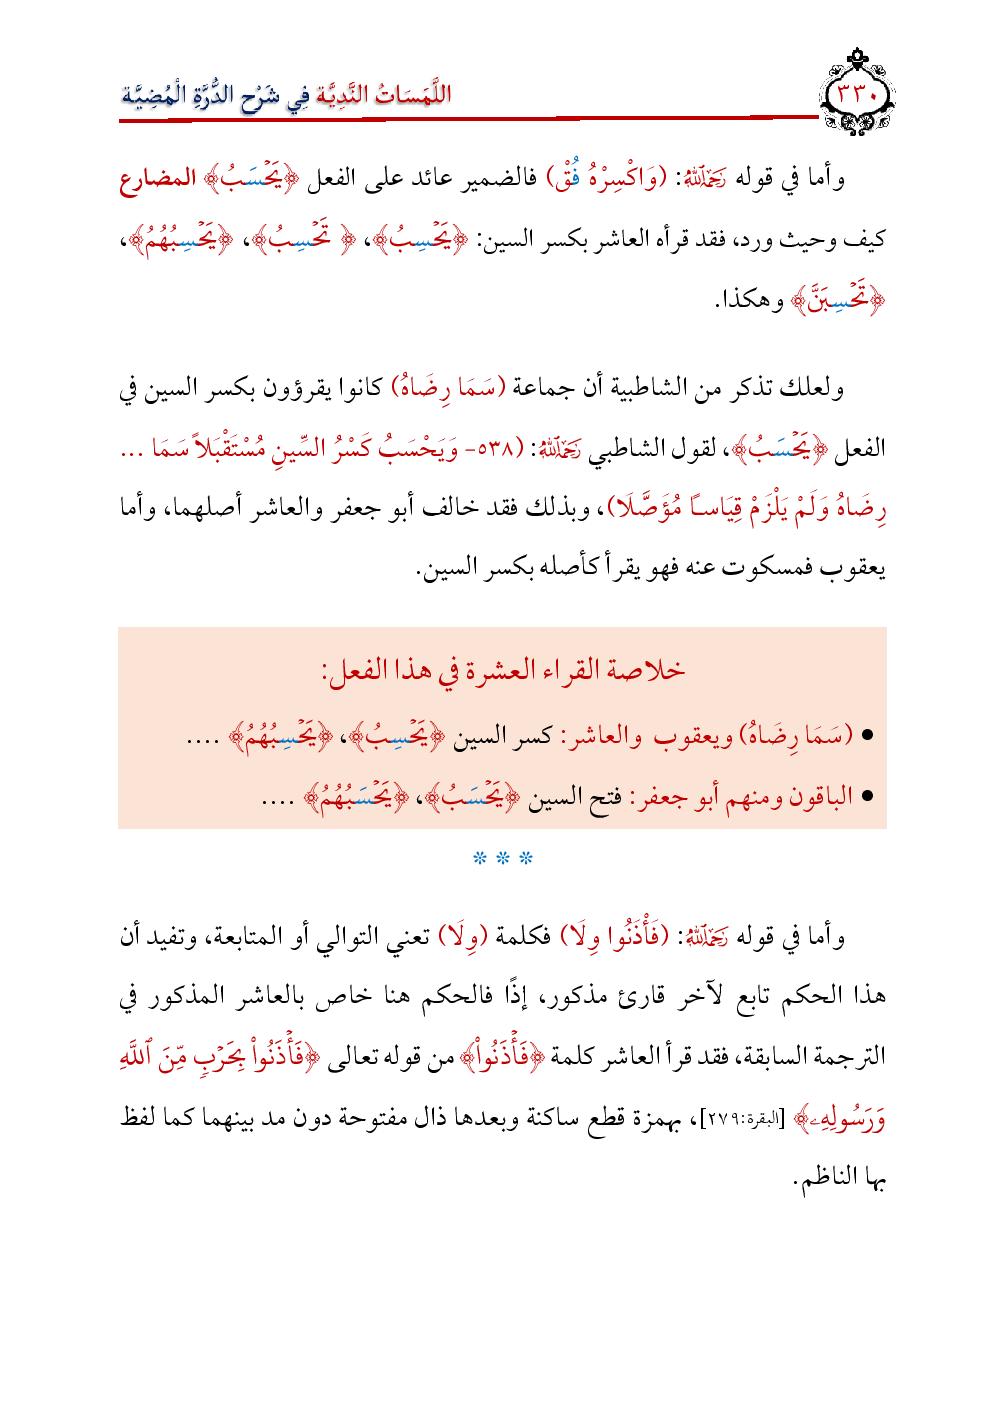 ٣٣٠
اللَّمَسَاتُ النَّدِيَّة فِي شَرْح الدُّرَّةِ الْمُضِيَّة
وأما في قوله رَحِمَهُ ٱللَّهُ: (وَاكْسِرْهُ فُقْ) فالضمير عائد على الفعل ﴿يَحْسَبُ﴾ المضارع
كيف وحيث ورد، فقد قرأه العاشر بكسر السين: ﴿يَحْسِبُ﴾، ﴿تَحْسِبُ﴾، ﴿يَحْسِبُهُمُ﴾،
﴿تَحْسِبَنَّ﴾ وهكذا.
ولعلك تذكر من الشاطبية أن جماعة (سَمَا رِضَاهُ) كانوا يقرؤون بكسر السين في
الفعل ﴿يَحْسَبُ﴾، لقول الشاطبي رَحِمَهُ ٱللَّهُ: (٥٣٨- وَيَحْسَبُ كَسْرُ السِّينِ مُسْتَقْبَلاً سَمَا ...
رِضَاهُ وَلَمْ يَلْزَمْ قِيَاساً مُؤَصَّلَا)، وبذلك فقد خالف أبو جعفر والعاشر أصلهما، وأما
يعقوب فمسكوت عنه فهو يقرأ كأصله بكسر السين.
خلاصة القراء العشرة في هذا الفعل:
● (سَمَا رِضَاهُ) ويعقوب والعاشر: كسر السين ﴿يَحْسِبُ﴾، ﴿يَحْسِبُهُمُ﴾ ....
● الباقون ومنهم أبو جعفر: فتح السين ﴿يَحْسَبُ﴾، ﴿يَحْسَبُهُمُ﴾ ....
* * *
وأما في قوله رَحِمَهُ ٱللَّهُ: (فَأْذَنُوا وِلَا) فكلمة (وِلَا) تعني التوالي أو المتابعة، وتفيد أن
هذا الحكم تابع لآخر قارئ مذكور، إذًا فالحكم هنا خاص بالعاشر المذكور في
الترجمة السابقة، فقد قرأ العاشر كلمة ﴿فَأْذَنُواْ﴾ من قوله تعالى ﴿فَأْذَنُواْ بِحَرْبٖ مِّنَ ٱللَّهِ
وَرَسُولِهِۦ﴾ [البقرة:٢٧٩]، بهمزة قطع ساكنة وبعدها ذال مفتوحة دون مد بينهما كما لفظ
بها الناظم.